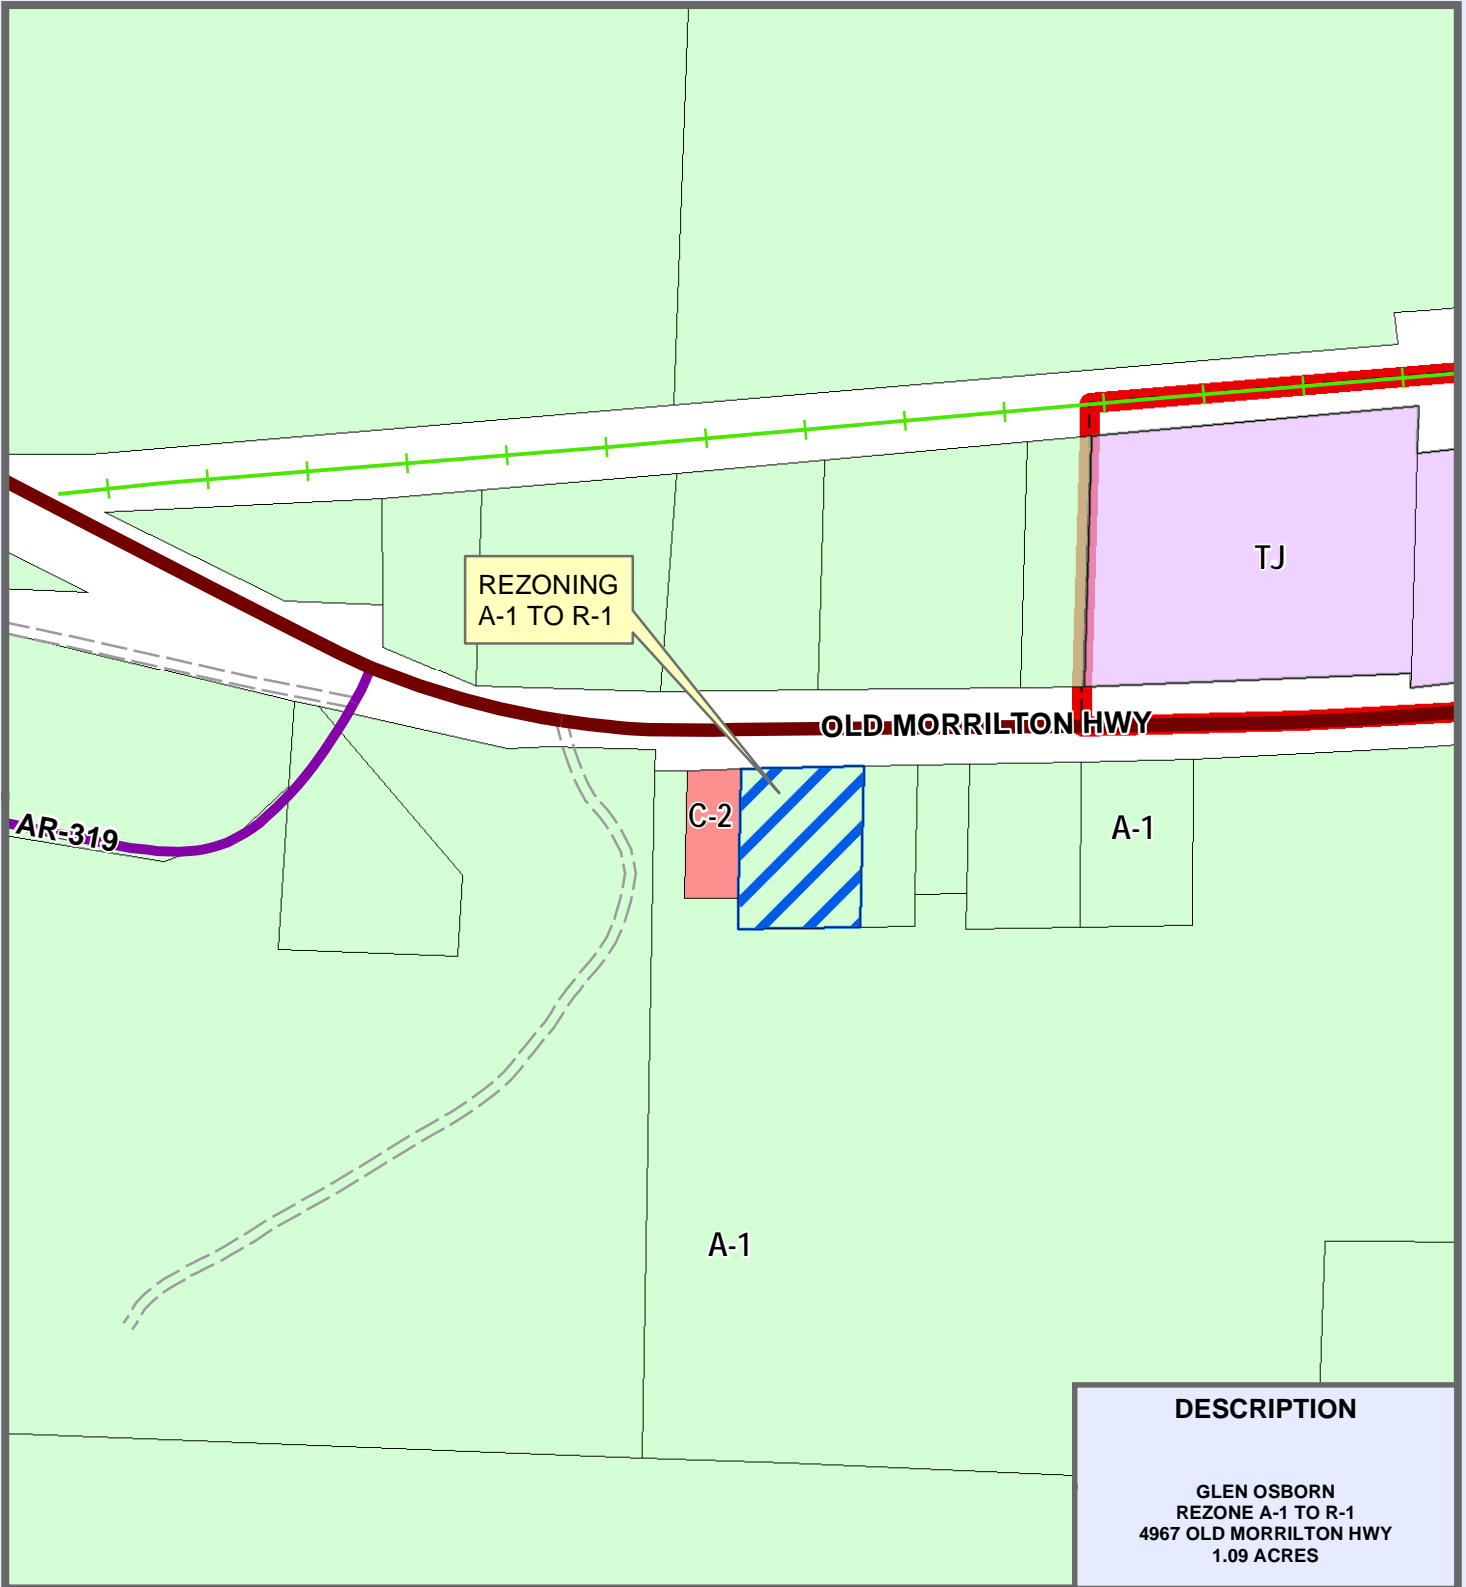 TJ
REZONING
A-1 TO R-1
OLD MORRILTON HWY
C-2
A-1
AR-319
A-1
DESCRIPTION
GLEN OSBORN
REZONE A-1 TO R-1
4967 OLD MORRILTON HWY
1.09 ACRES